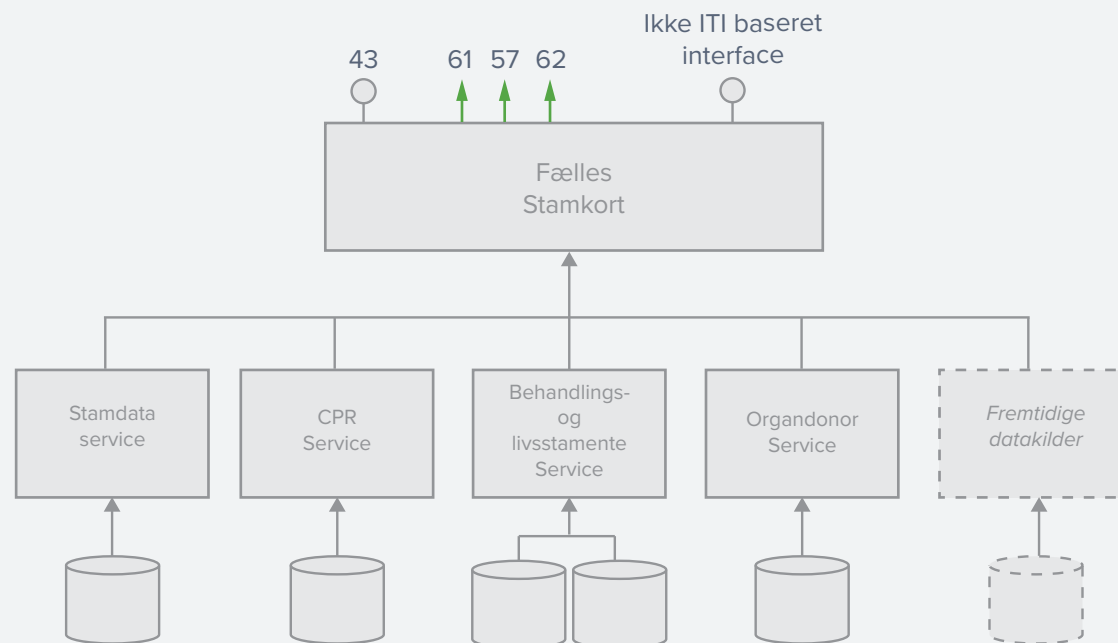 Ikke ITI baseret
interface
43
61
57
62
Fælles
Stamkort
Stamdata
service
CPR
Service
Behandlings-
og
livsstamente
Service
Organdonor
Service
Fremtidige
datakilder